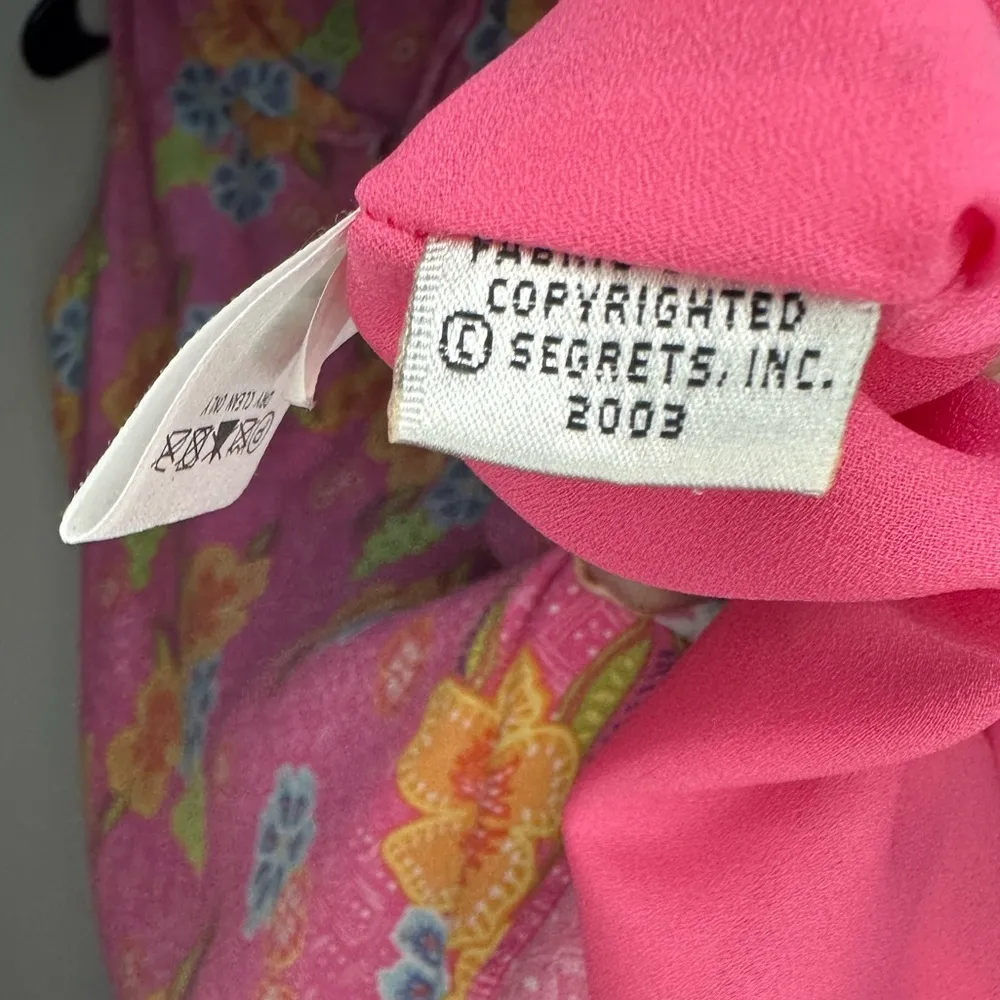 COPYRIGHTED
© SEGRETS, INC.
2003
DRY CLEAN ONLY